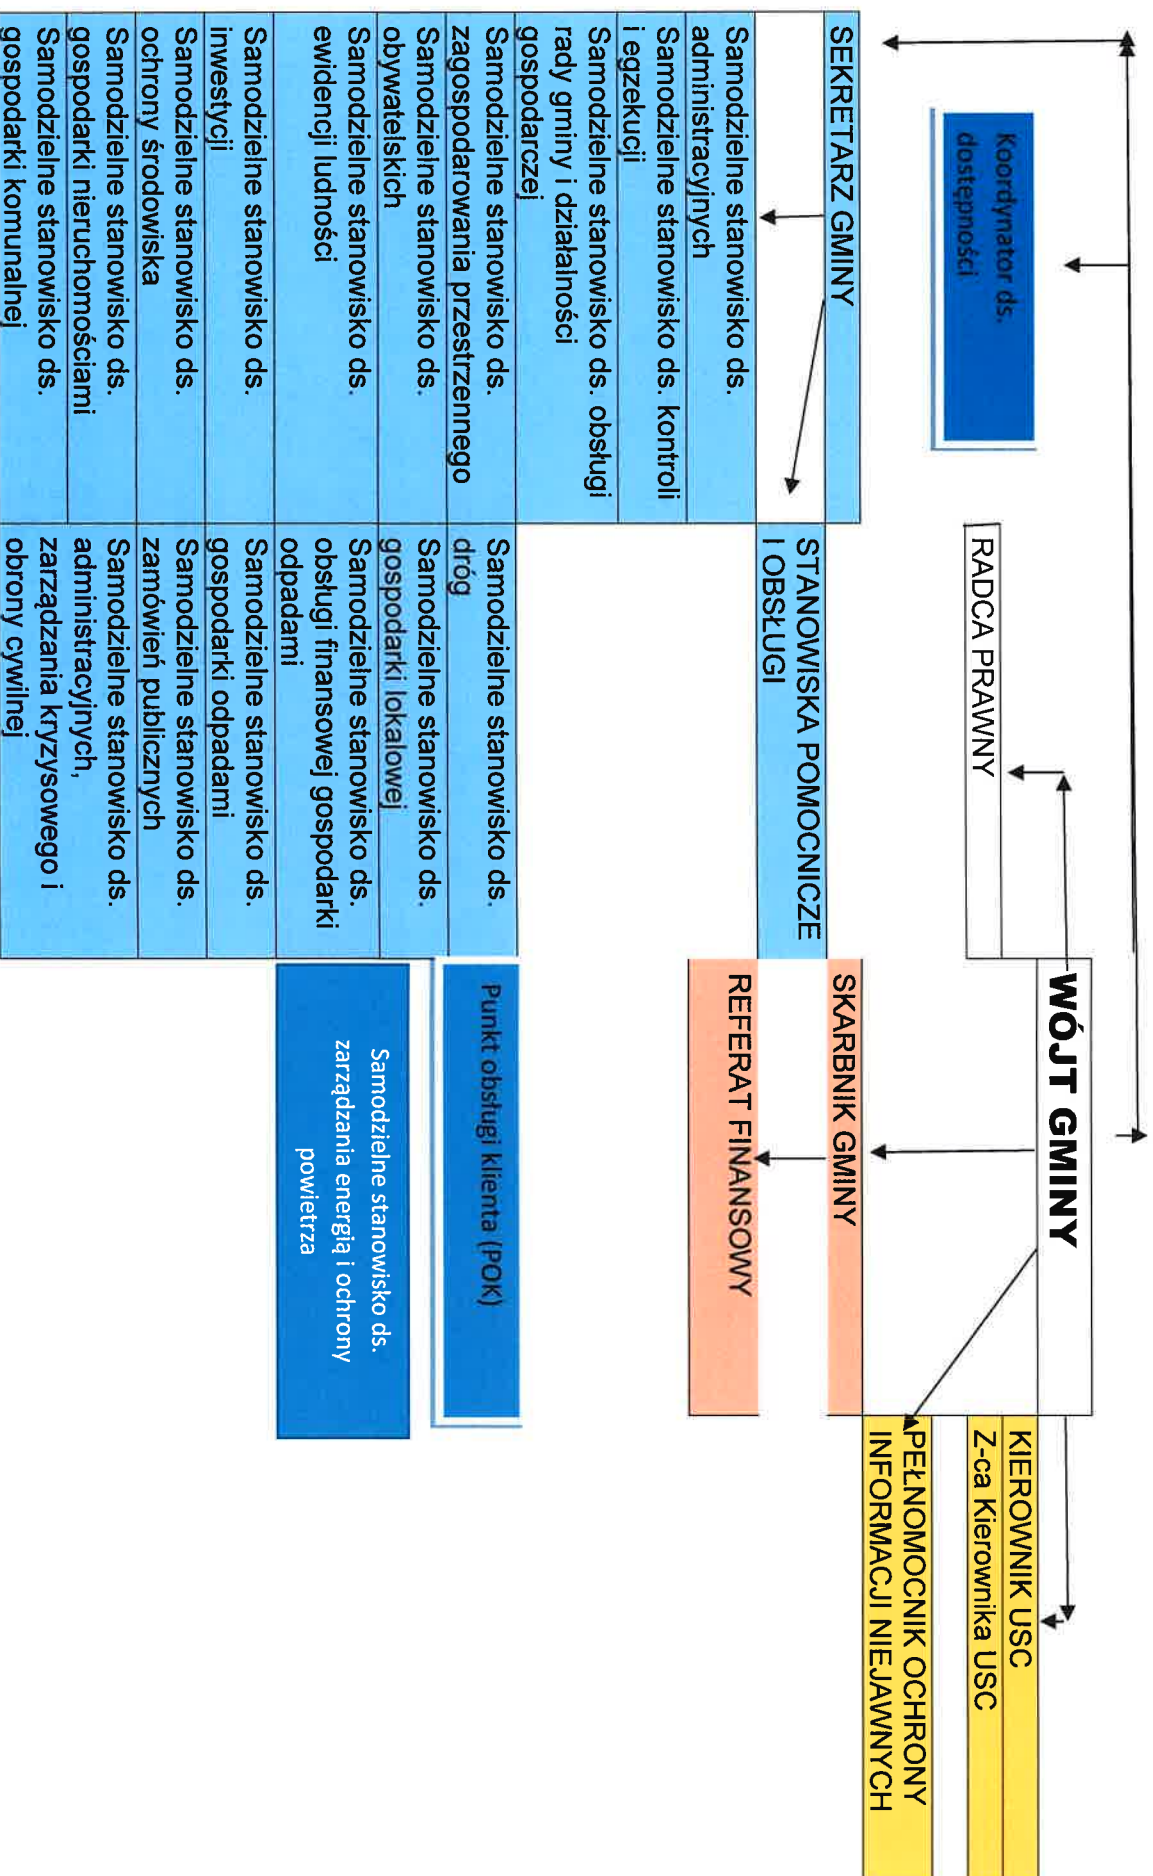 WÓJT GMINY
Koordynator ds.
dostępności
RADCA PRAWNY
KIEROWNIK USC
Z-ca Kierownika USC
PEŁNOMOCNIK OCHRONY
INFORMACJI NIEJAWNYCH
SEKRETARZ GMINY
SKARBNIK GMINY
STANOWISKA POMOCNICZE
I OBSŁUGI
REFERAT FINANSOWY
Samodzielne stanowisko ds.
administracyjnych
Samodzielne stanowisko ds. kontroli
i egzekucji
Samodzielne stanowisko ds. obsługi
rady gminy i działalności
gospodarczej
Samodzielne stanowisko ds.
zagospodarowania przestrzennego
Samodzielne stanowisko ds.
obywatelskich
Samodzielne stanowisko ds.
ewidencji ludności
Samodzielne stanowisko ds.
inwestycji
Samodzielne stanowisko ds.
ochrony środowiska
Samodzielne stanowisko ds.
gospodarki nieruchomościami
Samodzielne stanowisko ds.
gospodarki komunalnej
Samodzielne stanowisko ds.
dróg
Samodzielne stanowisko ds.
gospodarki lokalowej
Samodzielne stanowisko ds.
obsługi finansowej gospodarki
odpadami
Samodzielne stanowisko ds.
gospodarki odpadami
Samodzielne stanowisko ds.
zamówień publicznych
Samodzielne stanowisko ds.
administracyjnych,
zarządzania kryzysowego i
obrony cywilnej
Punkt obsługi klienta (POK)
Samodzielne stanowisko ds.
zarządzania energią i ochrony
powietrza